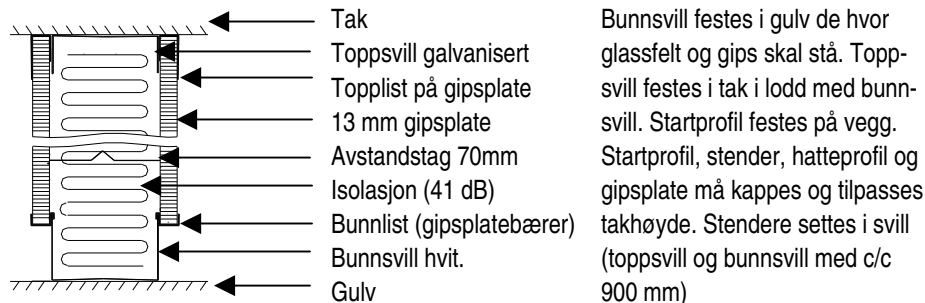 Tak
Toppsvill galvanisert
Topplist på gipsplate
13 mm gipsplate
Avstandstag 70mm
Isolasjon (41 dB)
Bunnlist (gipsplatebærer)
Bunnsvill hvit.
Gulv
Bunnsvill festes i gulv de hvor
glassfelt og gips skal stå. Topp-
svill festes i tak i lodd med bunn-
svill. Startprofil festes på vegg.
Startprofil, stender, hatteprofil og
gipsplate må kappes og tilpasses
takhøyde. Stendere settes i svill
(toppsvill og bunnsvill med c/c
900 mm)